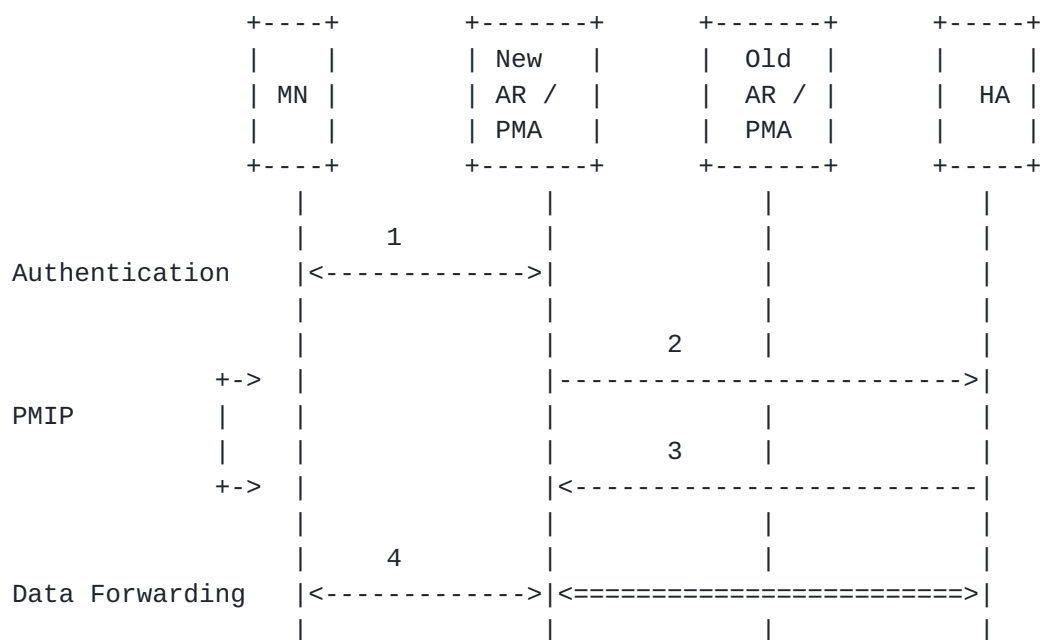 +----+ +-------+ +-------+ +-----+
| | | New | | Old | | |
| MN | | AR / | | AR / | | HA |
| | | PMA | | PMA | | |
+----+ +-------+ +-------+ +-----+
| | | |
| 1 | | |
Authentication |<------------->| | |
| | | |
| | 2 | |
+-> | |-------------------------->|
PMIP | | | | |
| | | 3 | |
+-> | |<--------------------------|
| | | |
| 4 | | |
Data Forwarding |<------------->|<=========================>|
| | | |